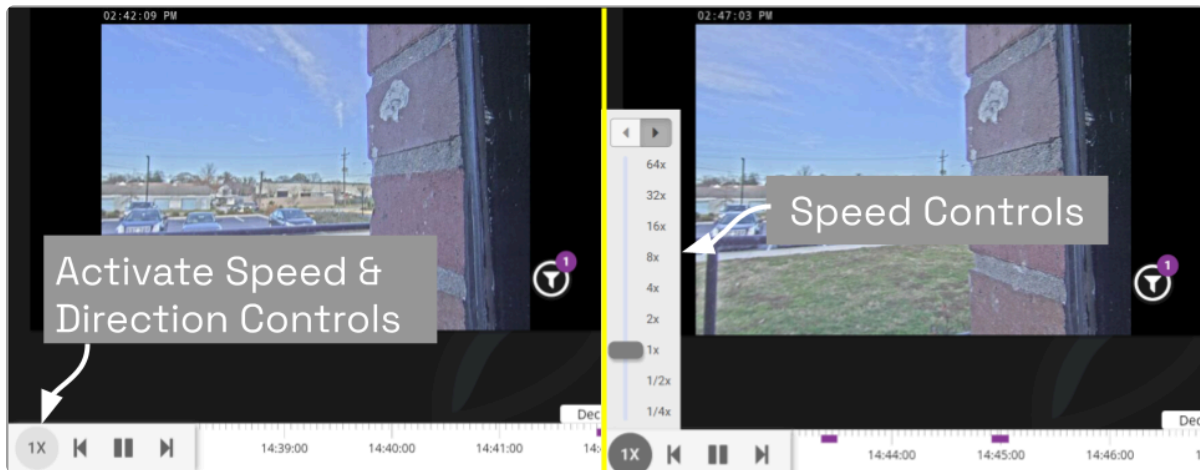 02:42:09 PM
Activate Speed &
Direction Controls
1
Dec
1X
14:39:00
14:40:00
14:41:00
14:
02:47:03 PM
64x
32x
16x
8x
4x
2x
1x
1/2x
1/4x
Speed Controls
1
Dec
1X
14:44:00
14:45:00
14:46:00